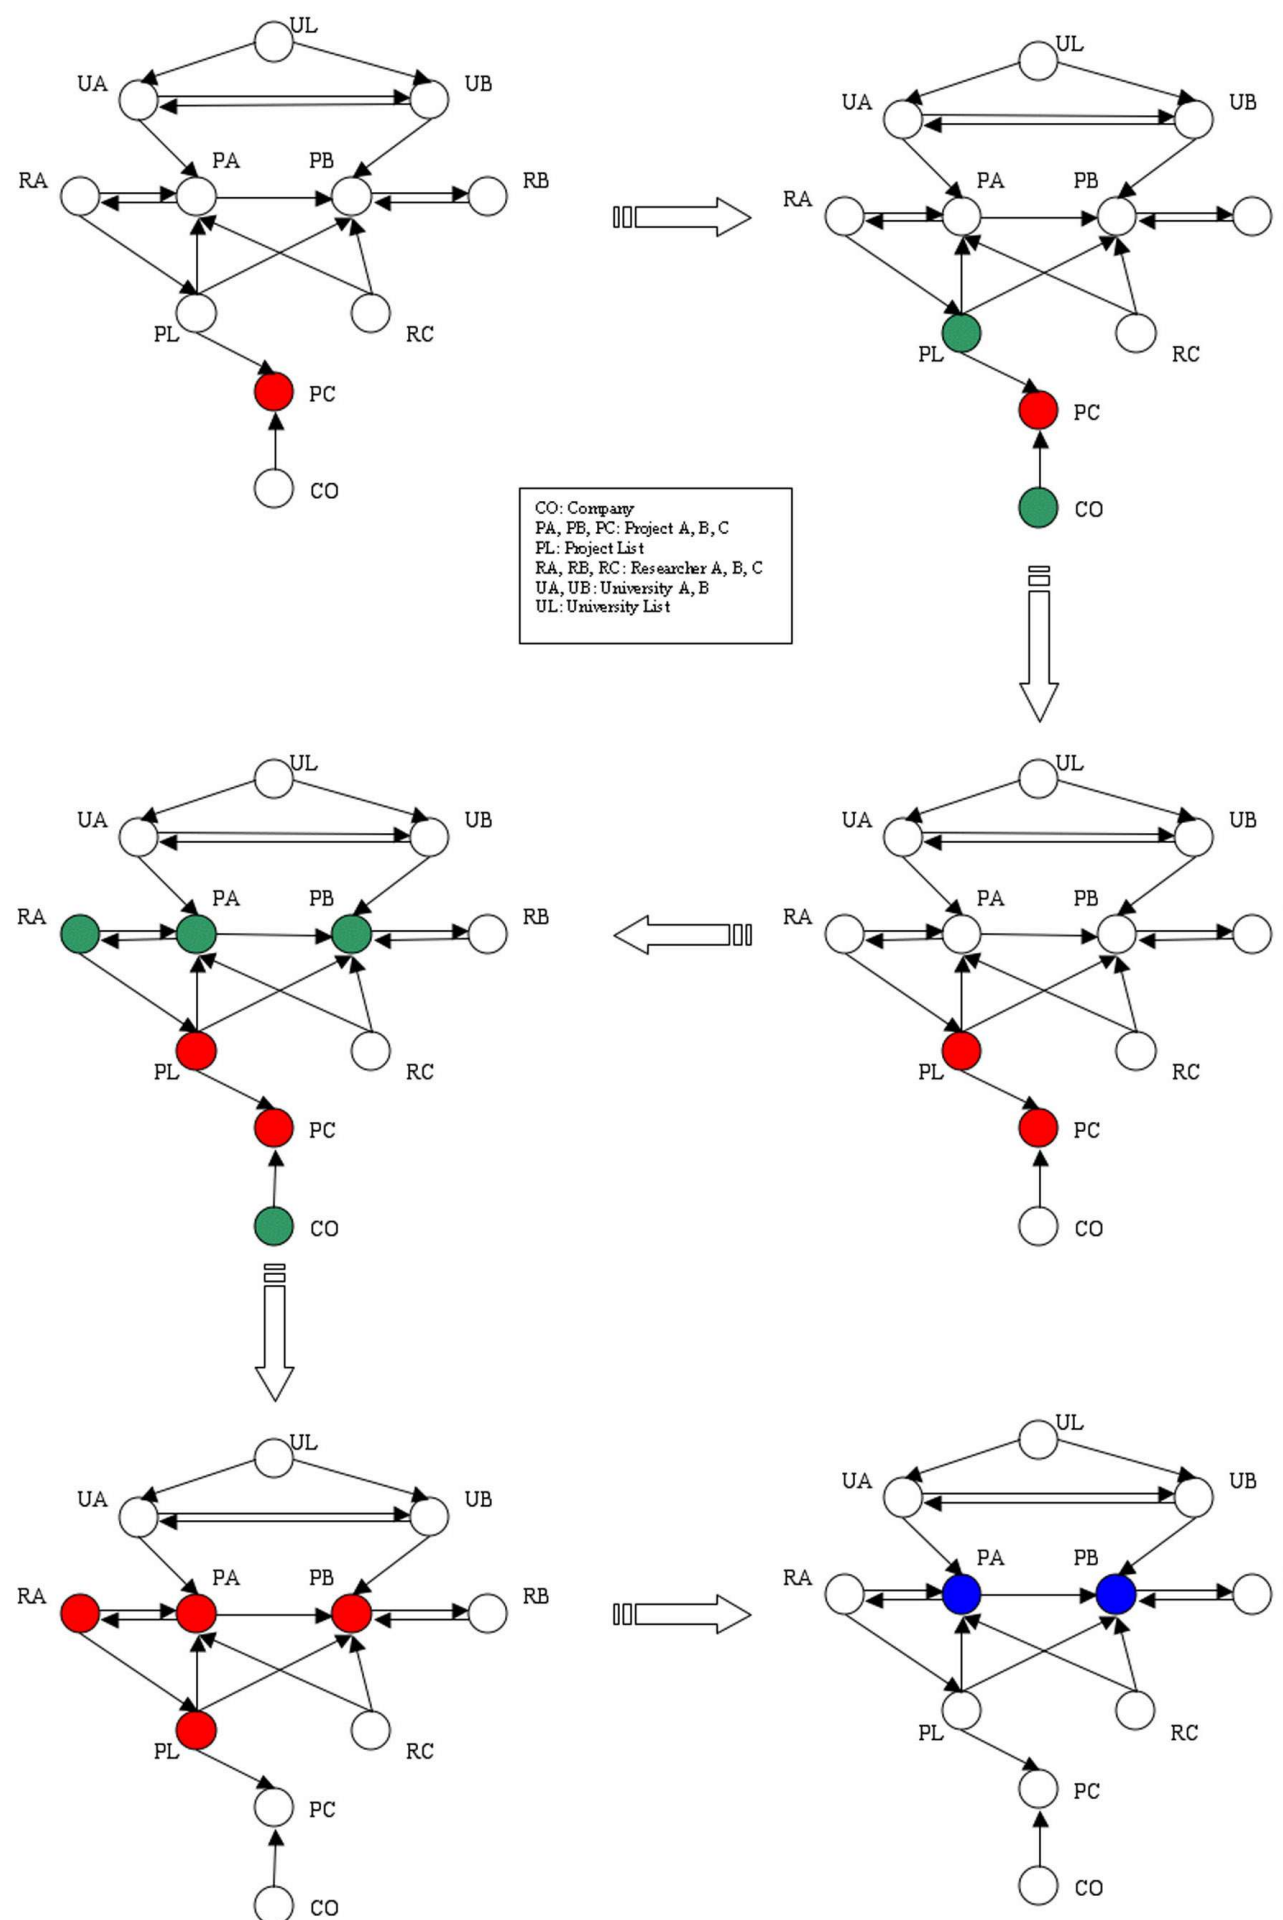 UL
UA
UB
PA
PB
RA
RB
PL
RC
PC
CO
UL
UA
UB
PA
PB
RA
PL
RC
PC
CO
CO: Company
PA, PB, PC: Project A, B, C
PL: Project List
RA, RB, RC: Researcher A, B, C
UA, UB: University A, B
UL: University List
UL
UA
UB
PA
PB
RA
RB
PL
RC
PC
CO
UL
UA
UB
PA
PB
RA
PL
RC
PC
CO
UL
UA
UB
PA
PB
RA
RB
PL
RC
PC
CO
UL
UA
UB
PA
PB
RA
PL
RC
PC
CO